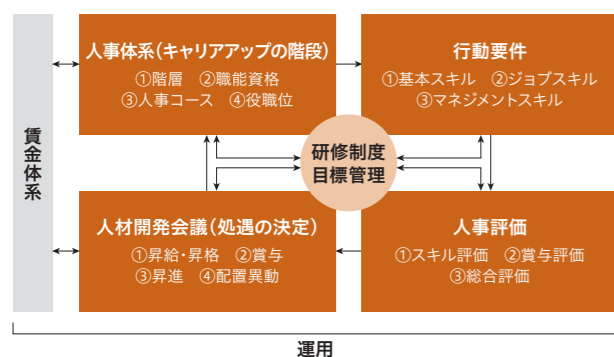 賃金体系
人事体系(キャリアアップの階段)
①階層 ②職能資格
③人事コース ④役職位
行動要件
①基本スキル ②ジョブスキル
③マネジメントスキル
研修制度
目標管理
人材開発会議(処遇の決定)
①昇給・昇格 ②賞与
③昇進 ④配置異動
人事評価
①スキル評価 ②賞与評価
③総合評価
運用